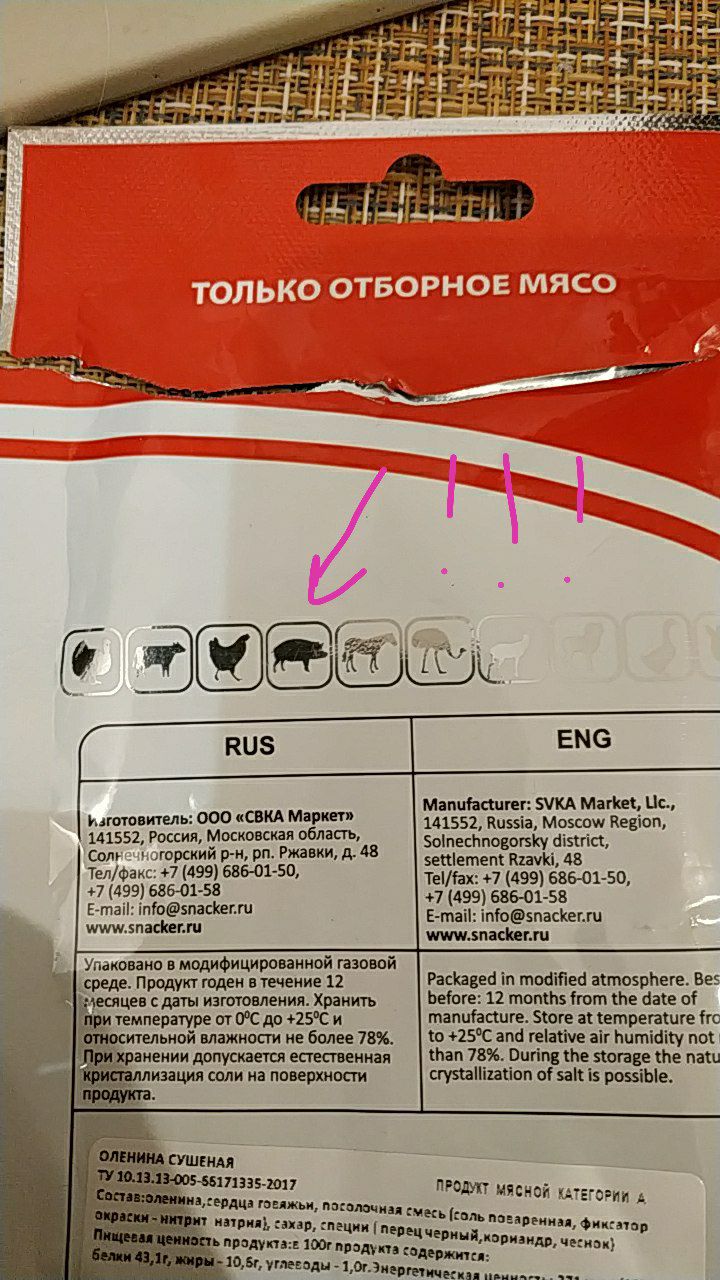 ТОЛЬКО ОТБОРНОЕ МЯСО
!!!
RUS
Изготовитель: ООО «СВКА Маркет»
141552, Россия, Московская область,
Солнечногорский р-н, рп. Ржавки, д. 48
Тел/факс: +7 (499) 686-01-50,
+7 (499) 686-01-58
E-mail: info@snacker.ru
www.snacker.ru
Упаковано в модифицированной газовой
среде. Продукт годен в течение 12
месяцев с даты изготовления. Хранить
при температуре от 0⁰C до +25⁰C и
относительной влажности не более 78%.
При хранении допускается естественная
кристаллизация соли на поверхности
продукта.
ENG
Manufacturer: SVKA Market, Llc.,
141552, Russia, Moscow Region,
Solnechnogorsky district,
settlement Rzavki, 48
Tel/fax: +7 (499) 686-01-50,
+7 (499) 686-01-58
E-mail: info@snacker.ru
www.snacker.ru
Packaged in modified atmosphere.
before: 12 months from the date of
manufacture. Store at temperature
to +25⁰C and relative air humidity not
than 78%. During the storage the
crystallization of salt is possible.
ОЛЕНИНА СУШЕНАЯ
ТУ 10.13.13-005-55171335-2017
ПРОДУКТ МЯСНОЙ КАТЕГОРИИ А
Состав:оленина,сердца говяжьи, посолочная смесь (соль поваренная, фиксатор
окраски - нитрит натрия), сахар, специи ( перец черный,кориандр, чеснок)
Пищевая ценность продукта:в 100г продукта содержится:
белки 43,1г, жиры - 10,6г, углеводы - 1,0г.Энергетическая